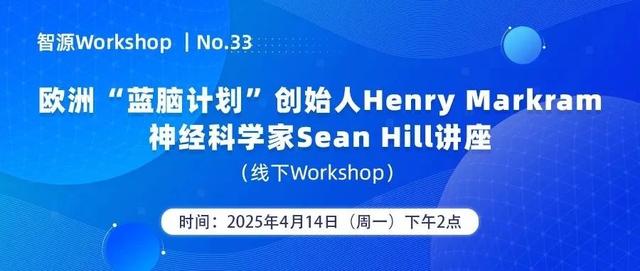 智源Workshop | No.33
欧洲“蓝脑计划”创始人Henry Markram
神经科学家Sean Hill讲座
（线下Workshop）
时间：2025年4月14日（周一）下午2点